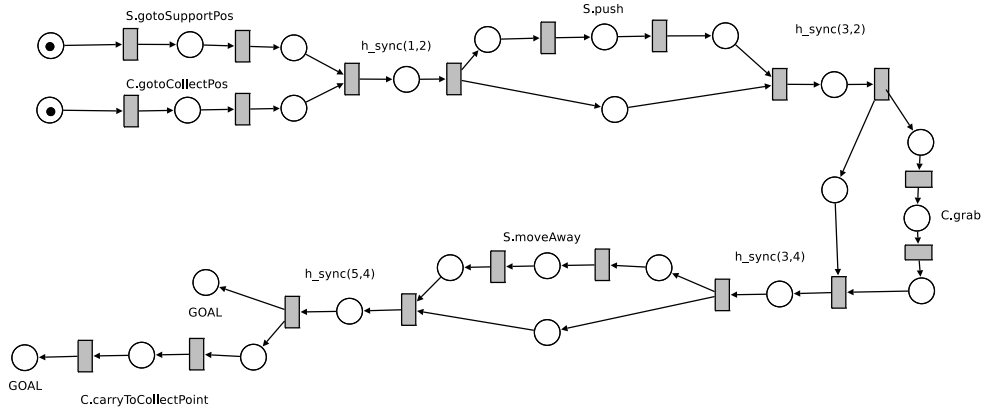 S.gotoSupportPos
S.push
h_sync(1,2)
h_sync(3,2)
C.gotoCollectPos
C.grab
S.moveAway
h_sync(3,4)
h_sync(5,4)
GOAL
GOAL
C.carryToCollectPoint